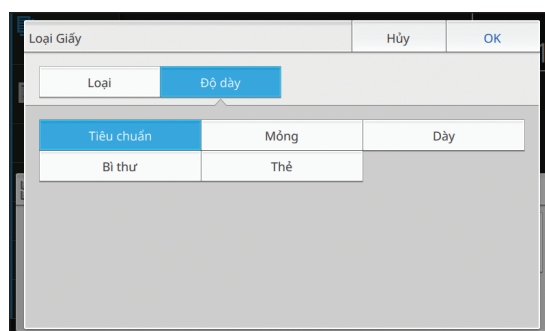 Loại Giấy Hủy OK
Loại Độ dày
Tiêu chuẩn Mỏng Dày
Bì thư Thẻ